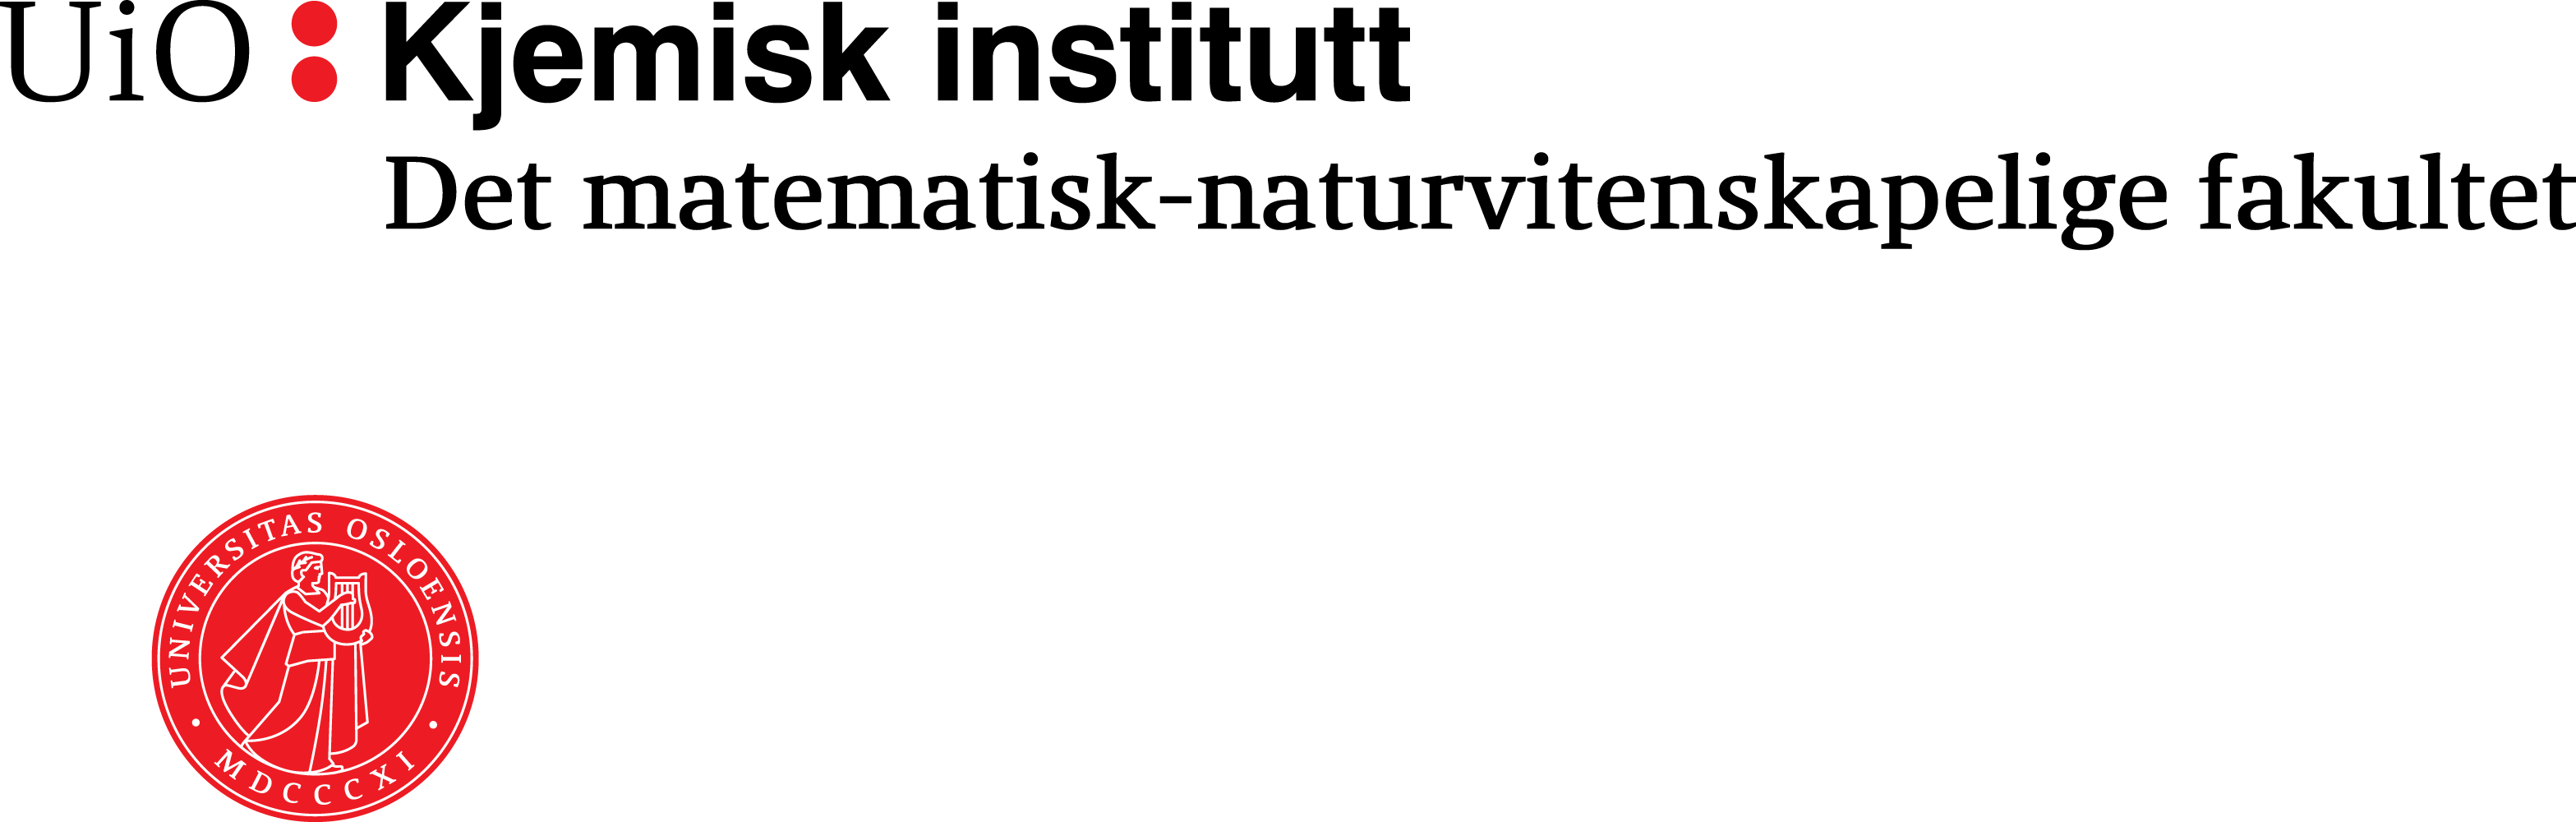 UiO Kjemisk institutt
Det matematisk-naturvitenskapelige fakultet
UNIVERSITAS OSLOENSIS
MDCCCXI